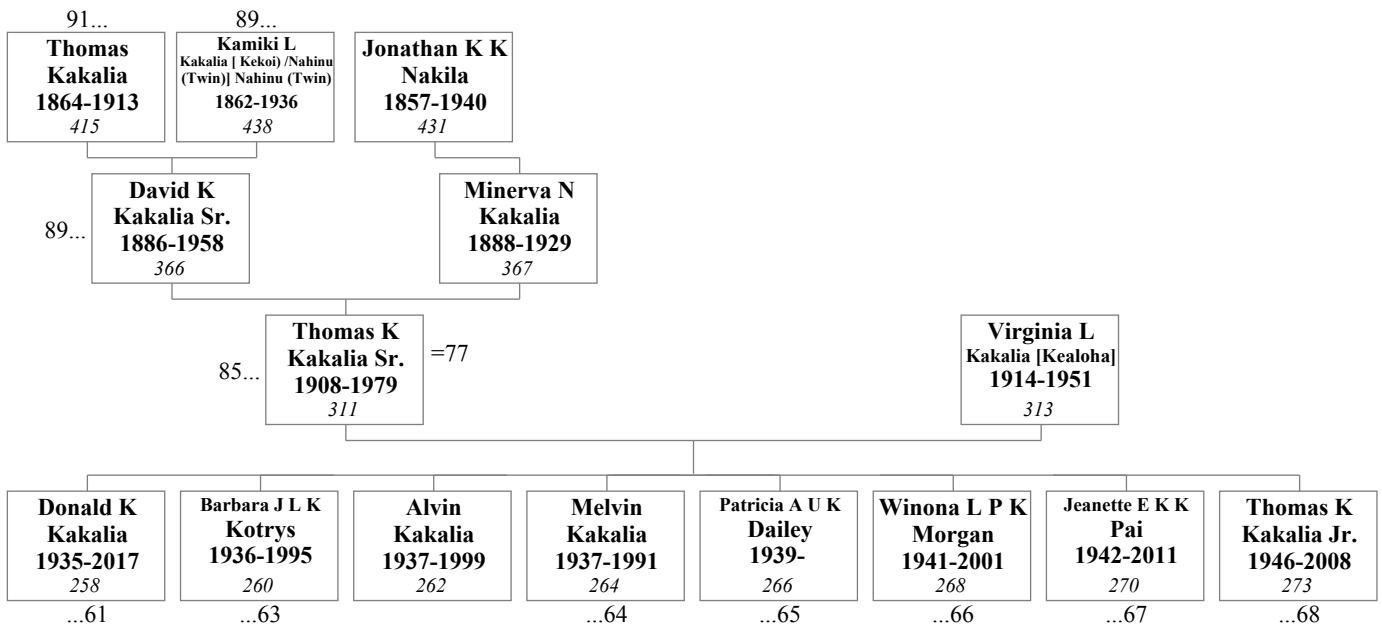 91...
89...
Thomas
Kakalia
1864-1913
415
Kamiki L
Kakalia [ Kekoi) /Nahinu
(Twin)] Nahinu (Twin)
1862-1936
438
Jonathan K K
Nakila
1857-1940
431
89...
David K
Kakalia Sr.
1886-1958
366
Minerva N
Kakalia
1888-1929
367
85...
Thomas K
Kakalia Sr.
1908-1979
311
=77
Virginia L
Kakalia [Kealoha]
1914-1951
313
Donald K
Kakalia
1935-2017
258
...61
Barbara J L K
Kotrys
1936-1995
260
...63
Alvin
Kakalia
1937-1999
262
Melvin
Kakalia
1937-1991
264
...64
Patricia A U K
Dailey
1939-
266
...65
Winona L P K
Morgan
1941-2001
268
...66
Jeanette E K K
Pai
1942-2011
270
...67
Thomas K
Kakalia Jr.
1946-2008
273
...68